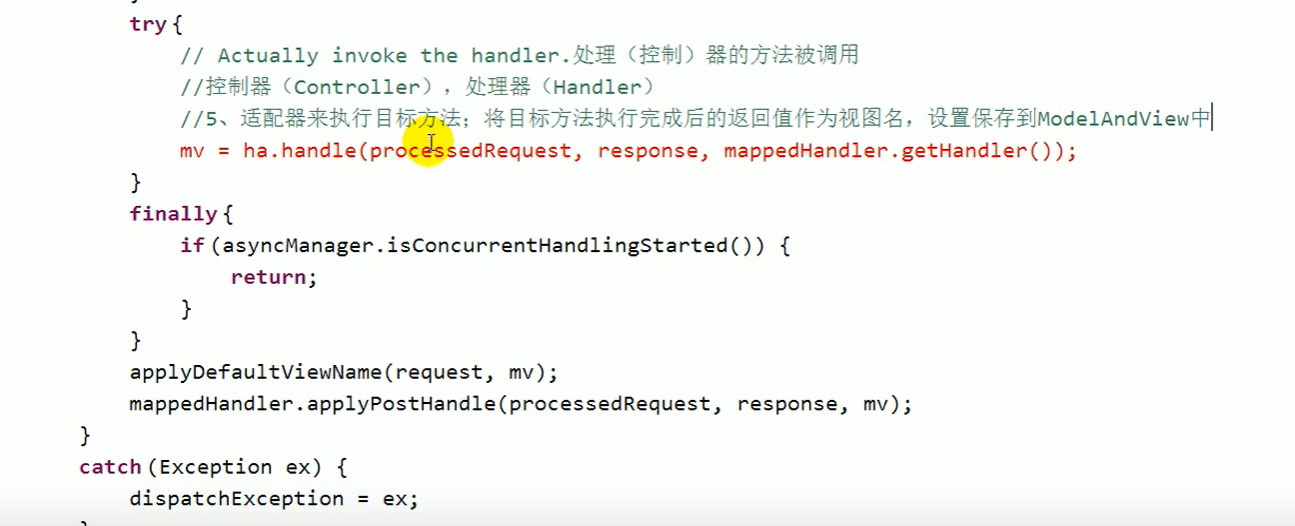 try{
// Actually invoke the handler.处理（控制）器的方法被调用
//控制器（Controller），处理器（Handler）
//5、适配器来执行目标方法；将目标方法执行完成后的返回值作为视图名，设置保存到ModelAndView中
mv = ha.handle(processedRequest, response, mappedHandler.getHandler());
}
finally{
if(asyncManager.isConcurrentHandlingStarted()) {
return;
}
}
applyDefaultViewName(request, mv);
mappedHandler.applyPostHandle(processedRequest, response, mv);
}
catch(Exception ex) {
dispatchException = ex;